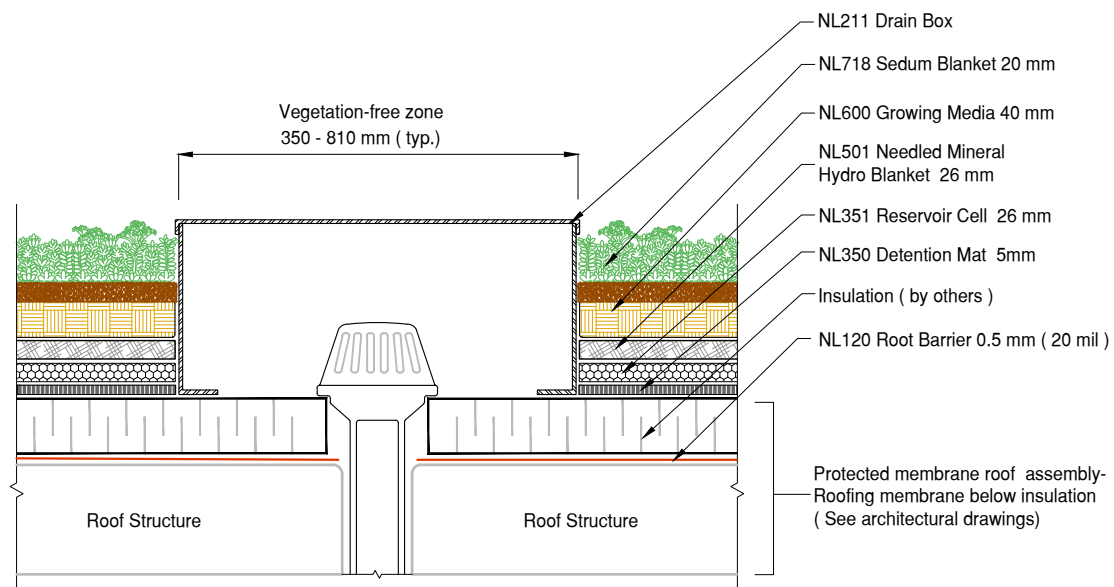 NL211 Drain Box
NL718 Sedum Blanket 20 mm
Vegetation-free zone
350 - 810 mm ( typ.)
NL600 Growing Media 40 mm
NL501 Needled Mineral
Hydro Blanket 26 mm
NL351 Reservoir Cell 26 mm
NL350 Detention Mat 5mm
Insulation ( by others )
NL120 Root Barrier 0.5 mm ( 20 mil )
Protected membrane roof assembly-
Roofing membrane below insulation
( See architectural drawings)
Roof Structure
Roof Structure